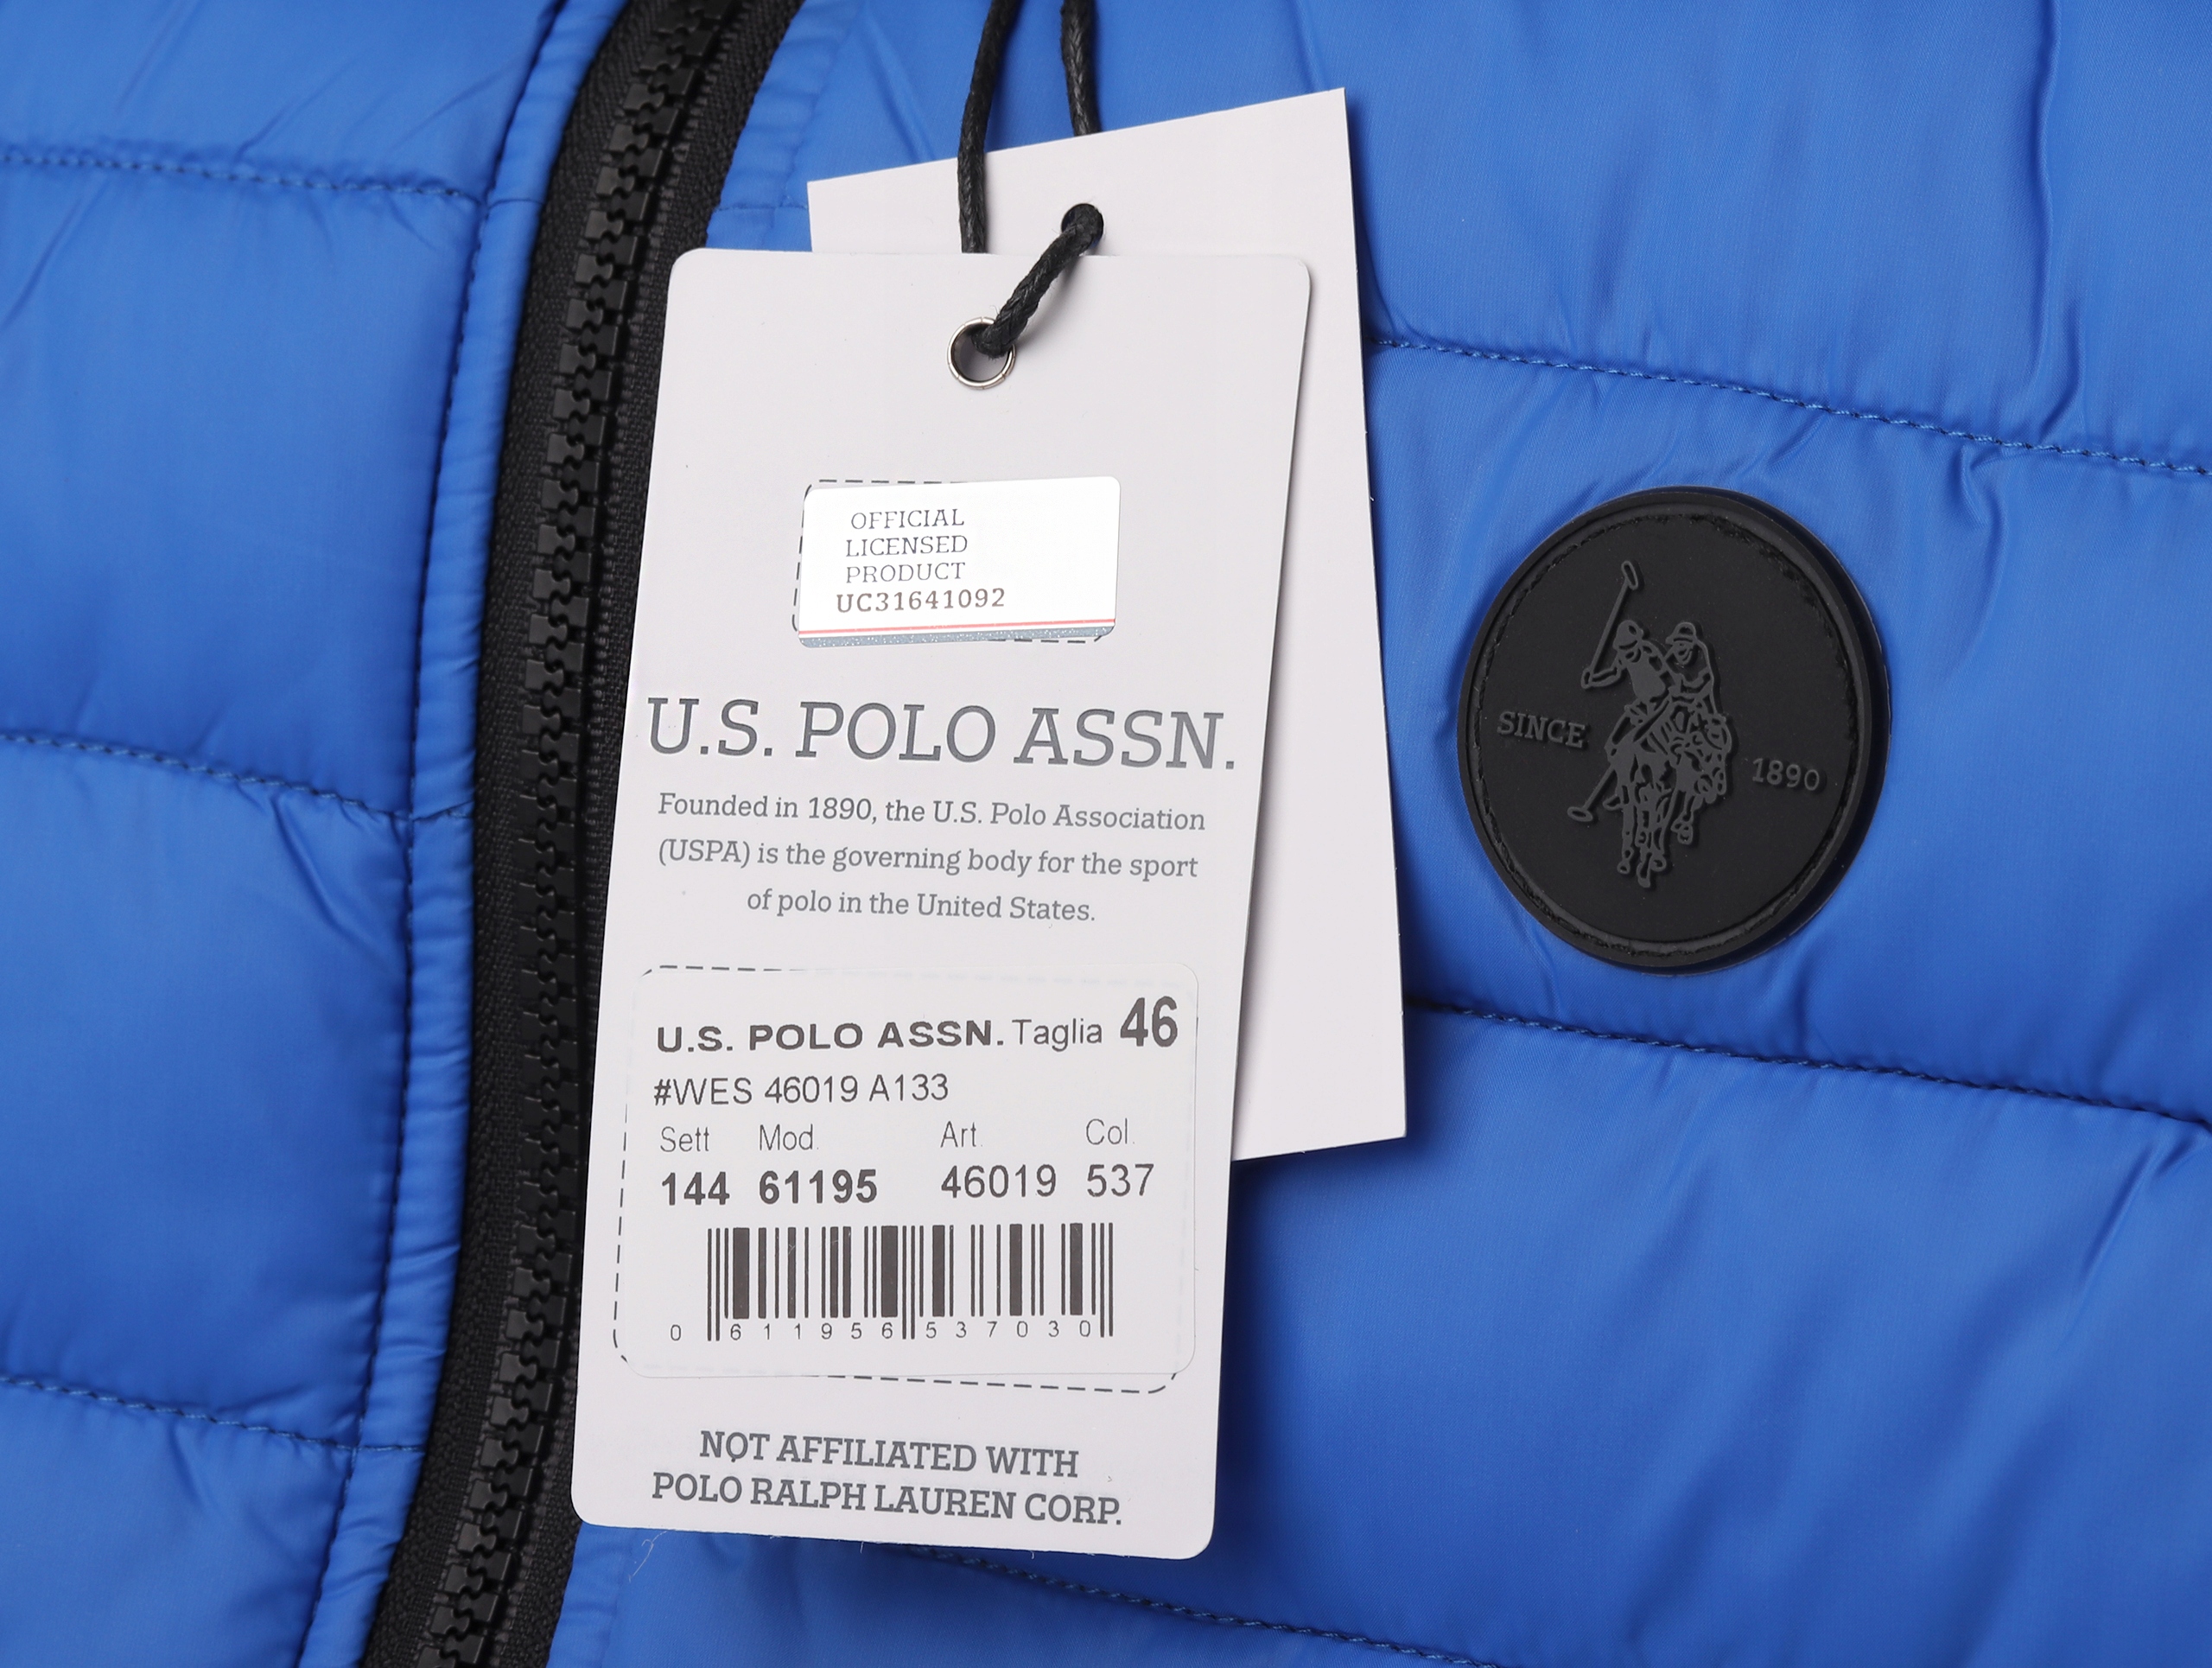 OFFICIAL
LICENSED
PRODUCT
UC31641092
U.S. POLO ASSN.
Founded in 1890, the U.S. Polo Association
(USPA) is the governing body for the sport
of polo in the United States.
U.S. POLO ASSN. Taglia 46
#WES 46019 A133
Sett Mod. Art. Col.
144 61195 46019 537
0 611956 537030
NOT AFFILIATED WITH
POLO RALPH LAUREN CORP.
SINCE 1890